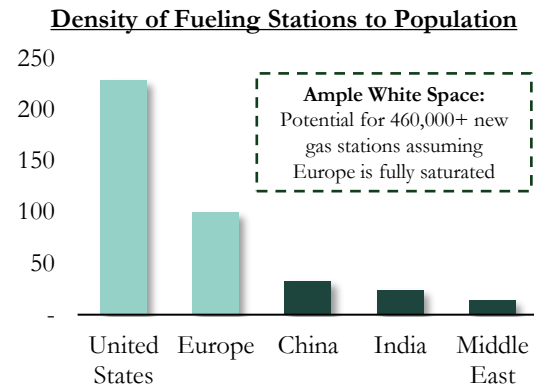 Density of Fueling Stations to Population
250
200
150
100
50
-
Ample White Space:
Potential for 460,000+ new
gas stations assuming
Europe is fully saturated
United States
Europe
China
India
Middle East